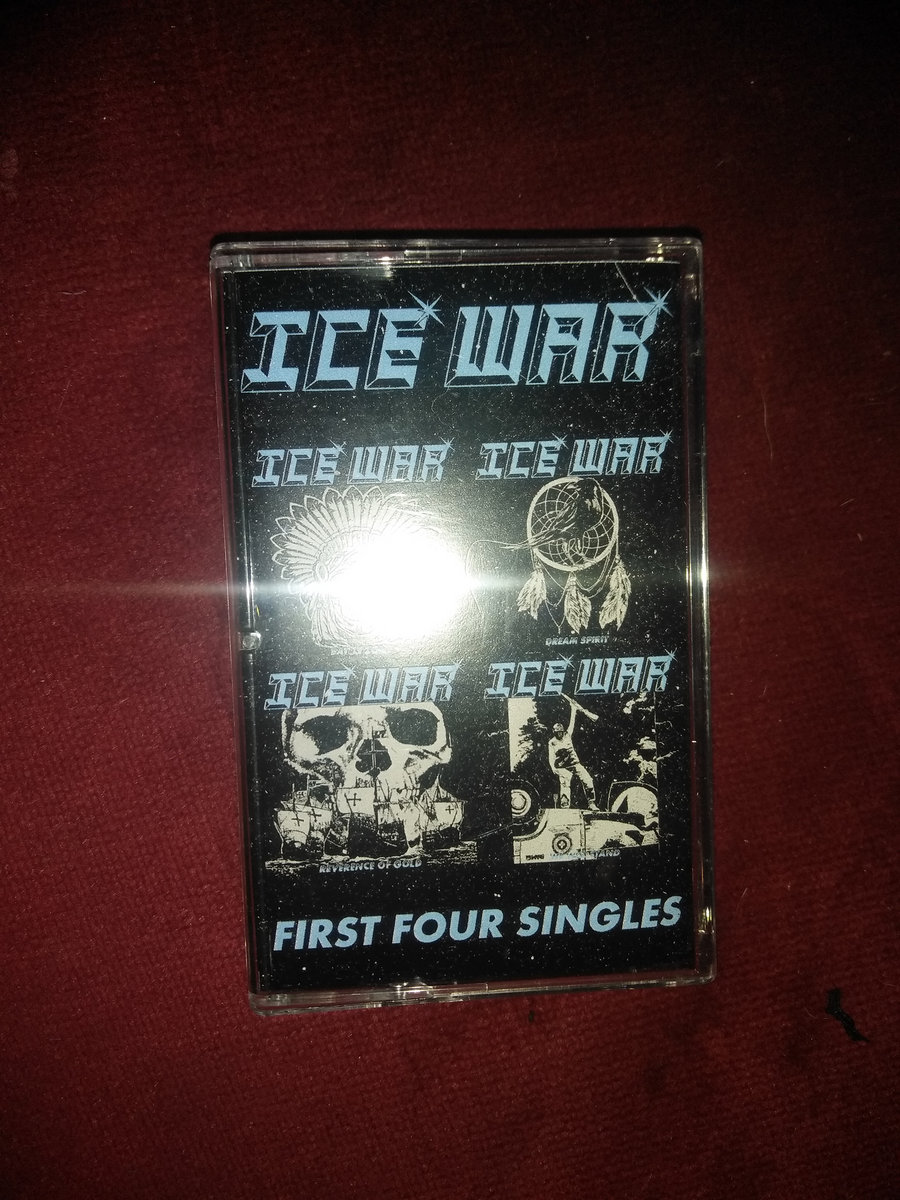 ICE WAR
ICE WAR
ICE WAR
DREAM SPIRIT
ICE WAR
ICE WAR
REVERENCE OF GOLD
FIRST FOUR SINGLES